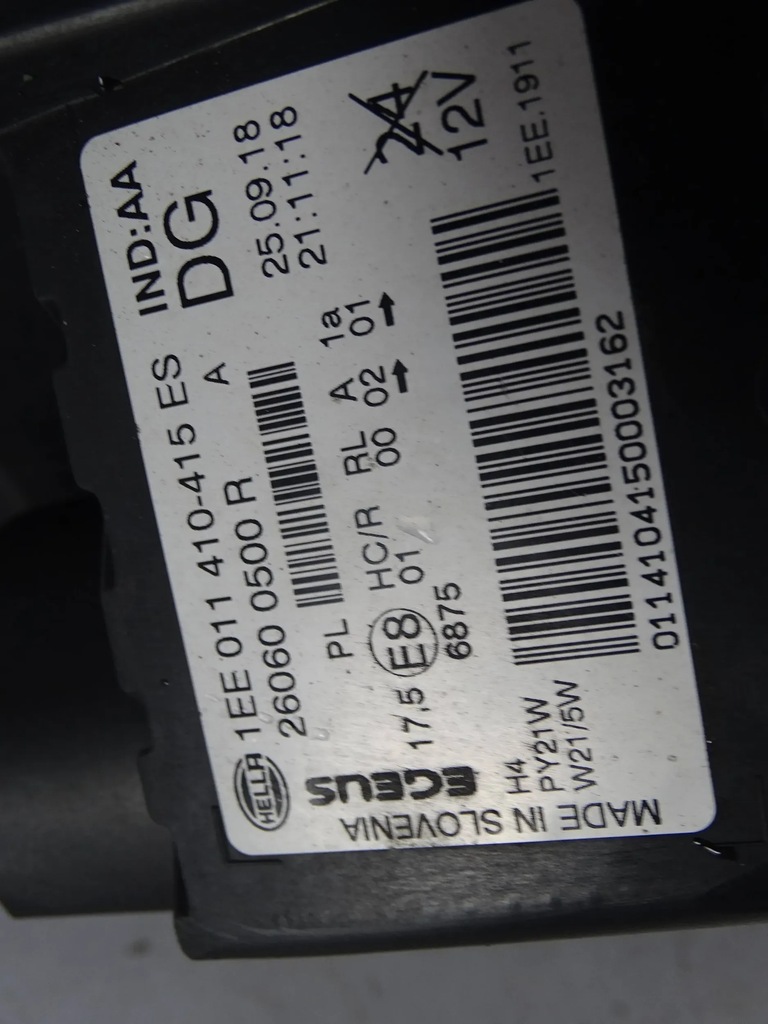 HELLA 1EE 011 410-415 ES IND:AA
26060 0500 R A DG
25.09.18
21:11:18
PL HC/R RL A 1a
17,5 E8 01 00 02 01
6875
24
12V
H4
PY21W
W21/5W
1EE.1911
0114104150003162
EGEUS
MADE IN SLOVENIA